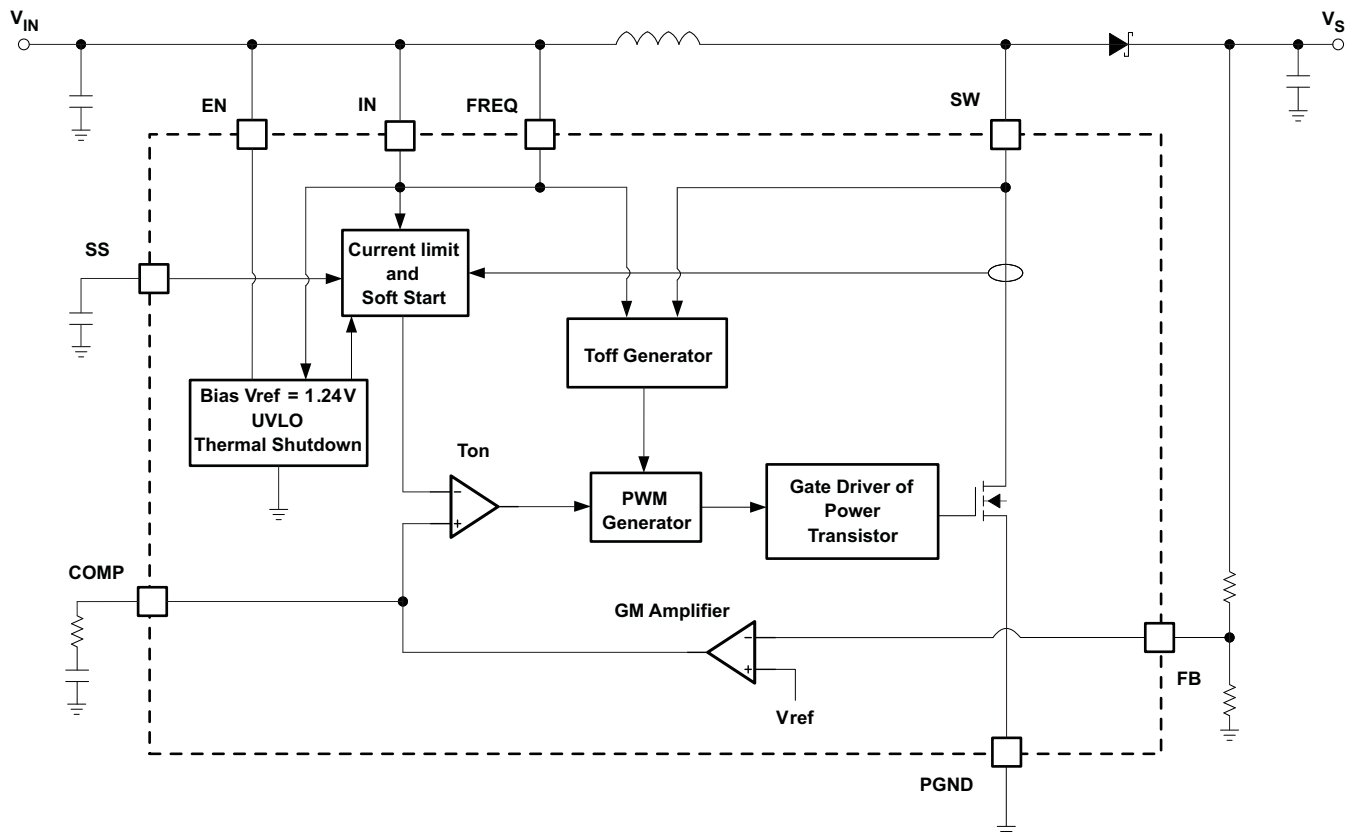 VIN
VS
EN
IN
FREQ
SW
SS
Current limit
and
Soft Start
Toff Generator
Bias Vref = 1.24V
UVLO
Thermal Shutdown
Ton
−
+
PWM
Generator
Gate Driver of
Power
Transistor
COMP
GM Amplifier
−
+
Vref
FB
PGND